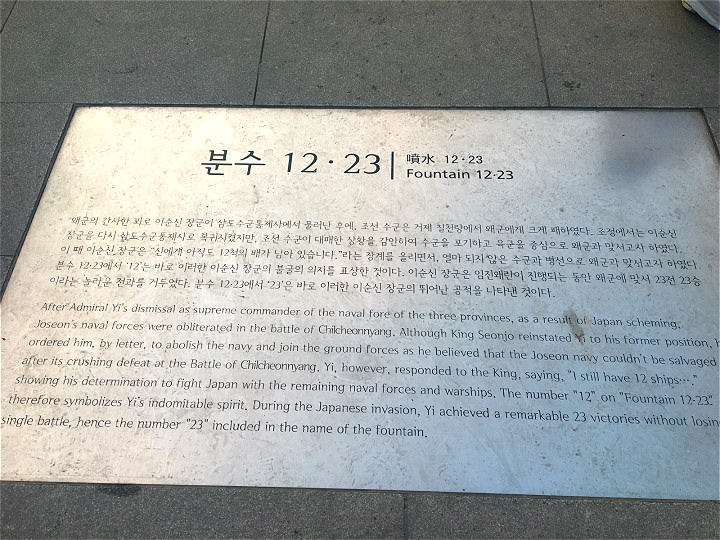 분수 12·23
噴水 12·23
Fountain 12·23
왜군의 간사한 꾀로 이순신 장군이 삼도수군통제사에서 물러난 후에, 조선 수군은 거제 칠천량에서 왜군에게 크게 패하였다. 조정에서는 이순신
장군을 다시 삼도수군통제사로 복귀시켰지만, 조선 수군이 대패한 상황을 감안하여 수군을 포기하고 육군을 중심으로 왜군과 맞서고자 하였다.
이 때 이순신 장군은 "신에게 아직도 12척의 배가 남아 있습니다."라는 장계를 올리면서, 얼마 되지 않은 수군과 병선으로 왜군과 맞서고자 하였다.
분수 12·23에서 '12'는 바로 이러한 이순신 장군의 불굴의 의지를 표상한 것이다. 이순신 장군은 임진왜란이 진행되는 동안 왜군에 맞서 23전 23승
이라는 놀라운 전과를 거두었다. 분수 12·23에서 '23'은 바로 이러한 이순신 장군의 뛰어난 공적을 나타낸 것이다.
After Admiral Yi's dismissal as supreme commander of the naval fore of the three provinces, as a result of Japan scheming,
Joseon's naval forces were obliterated in the battle of Chilcheonnyang. Although King Seonjo reinstated Yi to his former position, h
ordered him, by letter, to abolish the navy and join the ground forces as he believed that the Joseon navy couldn't be salvaged
after its crushing defeat at the Battle of Chilcheonnyang. Yi, however, responded to the King, saying, "I still have 12 ships…."
showing his determination to fight Japan with the remaining naval forces and warships. The number "12" on "Fountain 12·23"
therefore symbolizes Yi's indomitable spirit. During the Japanese invasion, Yi achieved a remarkable 23 victories without losin
single battle, hence the number "23" included in the name of the fountain.